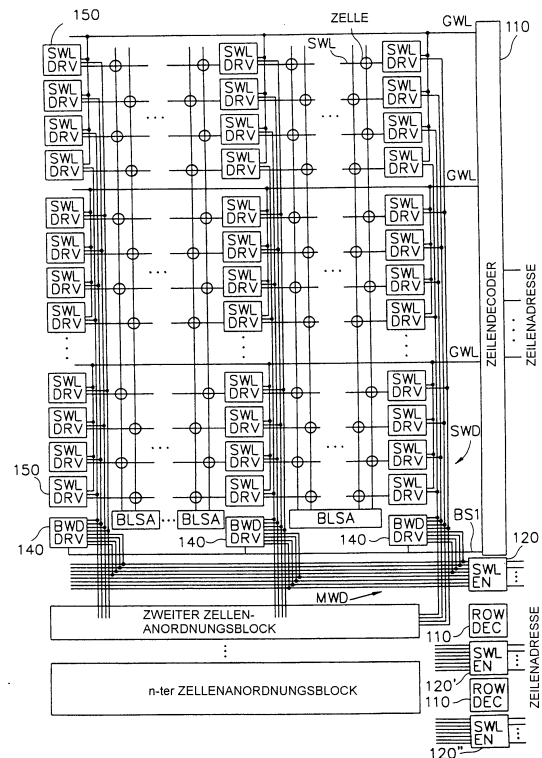 150
ZELLE
GWL
110
SWL
SWL DRV
SWL DRV
SWL DRV
SWL DRV
SWL DRV
SWL DRV
SWL DRV
SWL DRV
SWL DRV
SWL DRV
SWL DRV
SWL DRV
GWL
SWL DRV
SWL DRV
SWL DRV
SWL DRV
SWL DRV
SWL DRV
SWL DRV
SWL DRV
SWL DRV
SWL DRV
SWL DRV
SWL DRV
ZEILENDECODER
ZEILENADRESSE
GWL
SWL DRV
SWL DRV
SWL DRV
SWL DRV
SWL DRV
SWL DRV
SWL DRV
SWL DRV
SWL DRV
SWD
150
SWL DRV
SWL DRV
SWL DRV
BLSA
BLSA
BLSA
BWD DRV
BWD DRV
BWD DRV
140
140
140
BS1
120
SWL EN
MWD
ZWEITER ZELLEN-
ANORDNUNGSBLOCK
110
ROW DEC
ZEILENADRESSE
SWL EN
120'
n-ter ZELLENANORDNUNGSBLOCK
110
ROW DEC
SWL EN
120"